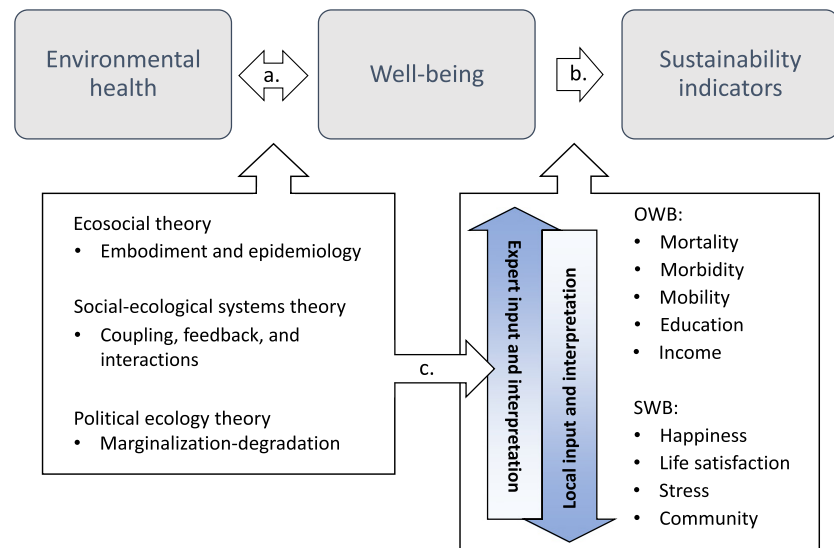 Environmental
health
a.
Well-being
b.
Sustainability
indicators
Ecosocial theory
• Embodiment and epidemiology
Social-ecological systems theory
• Coupling, feedback, and
interactions
Political ecology theory
• Marginalization-degradation
c.
Expert input and interpretation
Local input and interpretation
OWB:
• Mortality
• Morbidity
• Mobility
• Education
• Income
SWB:
• Happiness
• Life satisfaction
• Stress
• Community